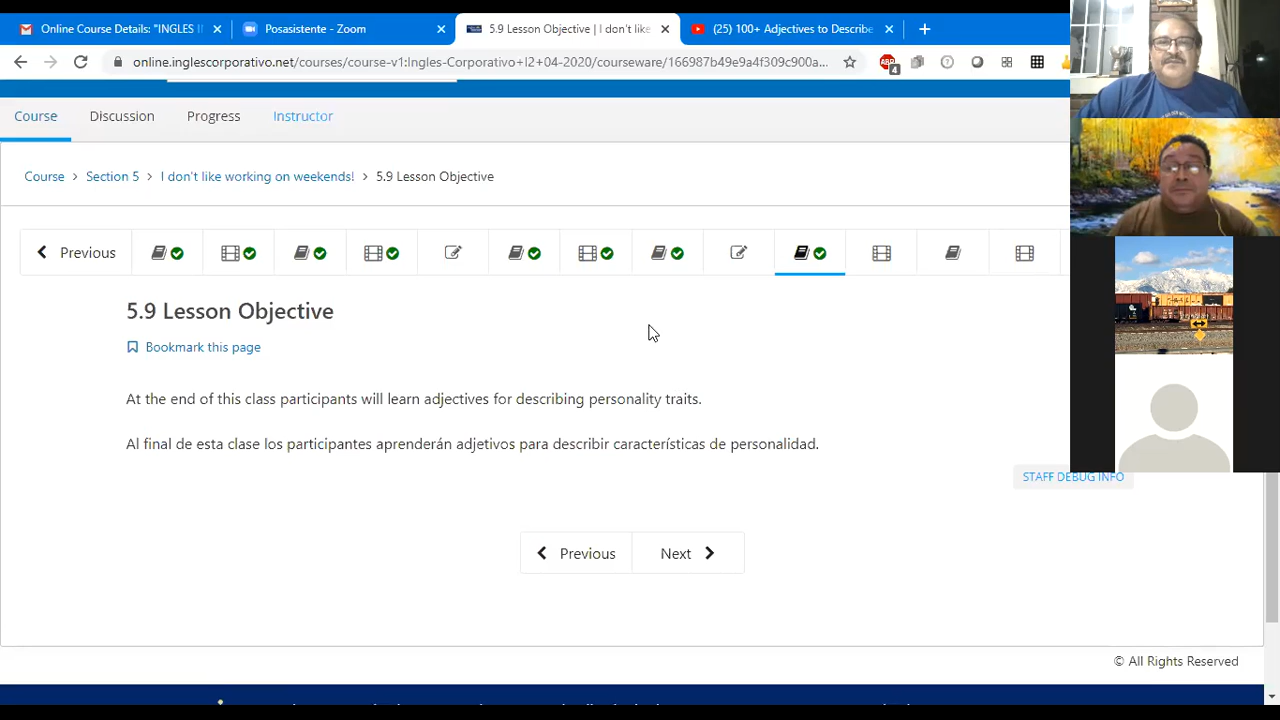 Online Course Details: "INGLES I
Posasistente - Zoom
5.9 Lesson Objective | I don't like
(25) 100+ Adjectives to Describe
online.inglescorporativo.net/courses/course-v1:Ingles-Corporativo+I2+04-2020/courseware/166987b49e9a4f309c900a...
ABP
4
Course
Discussion
Progress
Instructor
Course > Section 5 > I don't like working on weekends! > 5.9 Lesson Objective
Previous
5.9 Lesson Objective
Bookmark this page
At the end of this class participants will learn adjectives for describing personality traits.
Al final de esta clase los participantes aprenderán adjetivos para describir características de personalidad.
STAFF DEBUG INFO
Previous
Next
© All Rights Reserved